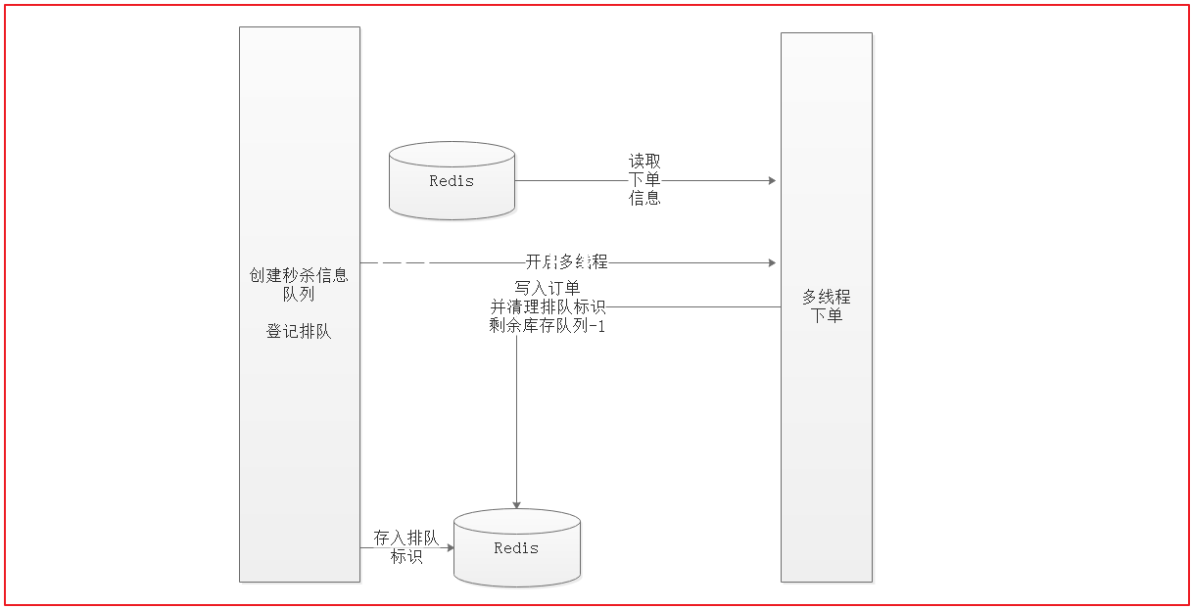 Redis
读取
下单
信息
创建秒杀信息
队列
登记排队
开启多线程
写入订单
并清理排队标识
剩余库存队列-1
多线程
下单
存入排队
标识
Redis